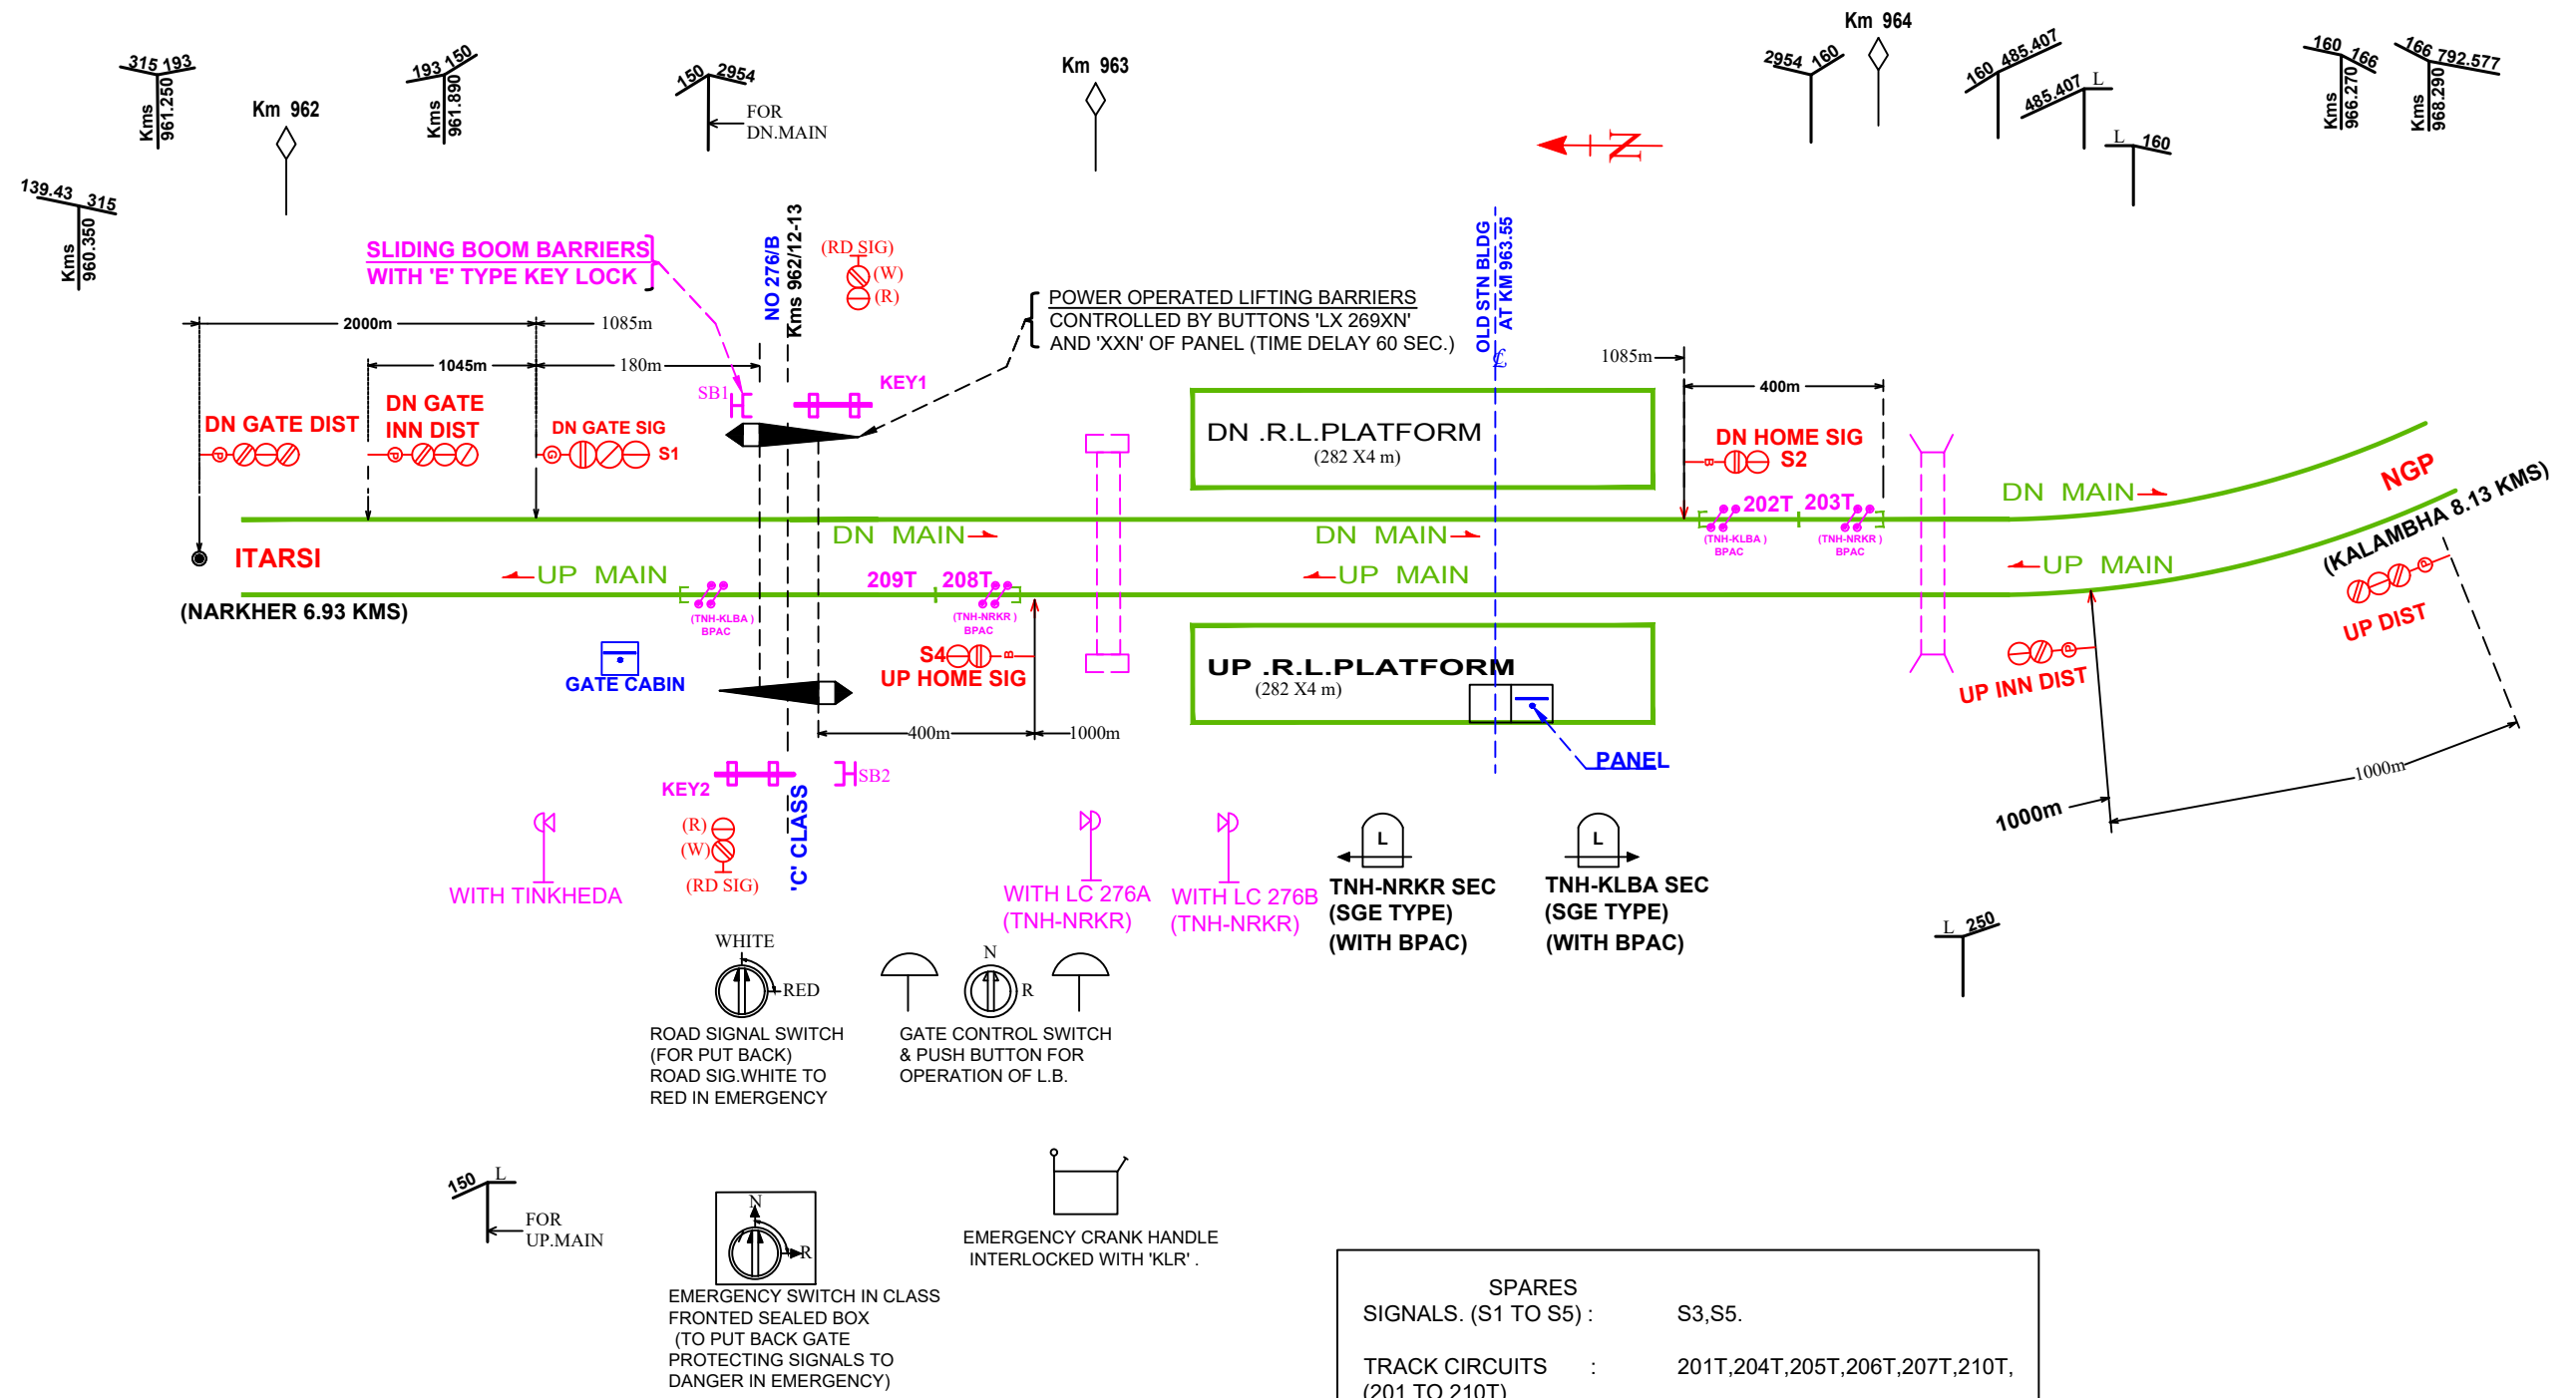 Km 964
315 193
Kms 961.250
193 150
Kms 961.890
150 2954
FOR
DN.MAIN
Km 962
Km 963
2954 160
160 485.407
485.407 L
L 160
160 166
Kms 966.270
166 792.577
Kms 968.290
139.43 315
Kms 960.350
N
SLIDING BOOM BARRIERS
WITH 'E' TYPE KEY LOCK
NO 276/B
Kms 962/12-13
(RD SIG)
(W)
(R)
POWER OPERATED LIFTING BARRIERS
CONTROLLED BY BUTTONS 'LX 269XN'
AND 'XXN' OF PANEL (TIME DELAY 60 SEC.)
OLD STN BLDG
AT KM 963.55
℄
2000m
1085m
1045m
180m
1085m
400m
SB1
KEY1
DN GATE DIST
DN GATE
INN DIST
DN GATE SIG
P
P
G
S1
DN .R.L.PLATFORM
(282 X4 m)
DN HOME SIG
B
S2
202T
203T
DN MAIN
DN MAIN
DN MAIN
(TNH-KLBA )
BPAC
(TNH-NRKR )
BPAC
NGP
(KALAMBHA 8.13 KMS)
ITARSI
UP MAIN
209T
208T
UP MAIN
UP MAIN
(NARKHER 6.93 KMS)
(TNH-KLBA )
BPAC
(TNH-NRKR )
BPAC
P
UP DIST
P
UP INN DIST
GATE CABIN
S4
B
UP HOME SIG
UP .R.L.PLATFORM
(282 X4 m)
400m
1000m
PANEL
1000m
1000m
KEY2
SB2
'C' CLASS
(R)
(W)
(RD SIG)
WITH TINKHEDA
WITH LC 276A
(TNH-NRKR)
WITH LC 276B
(TNH-NRKR)
L
TNH-NRKR SEC
(SGE TYPE)
(WITH BPAC)
L
TNH-KLBA SEC
(SGE TYPE)
(WITH BPAC)
L 250
WHITE
RED
ROAD SIGNAL SWITCH
(FOR PUT BACK)
ROAD SIG.WHITE TO
RED IN EMERGENCY
N
R
GATE CONTROL SWITCH
& PUSH BUTTON FOR
OPERATION OF L.B.
150 L
FOR
UP.MAIN
N
R
EMERGENCY SWITCH IN CLASS
FRONTED SEALED BOX
(TO PUT BACK GATE
PROTECTING SIGNALS TO
DANGER IN EMERGENCY)
EMERGENCY CRANK HANDLE
INTERLOCKED WITH 'KLR' .
SPARES
SIGNALS. (S1 TO S5) : S3,S5.
TRACK CIRCUITS : 201T,204T,205T,206T,207T,210T,
(201 TO 210T)